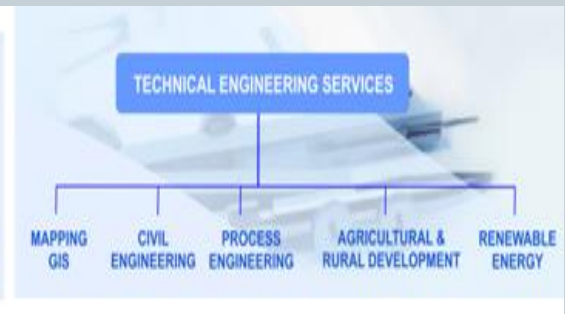 TECHNICAL ENGINEERING SERVICES
MAPPING
GIS
CIVIL
ENGINEERING
PROCESS
ENGINEERING
AGRICULTURAL &
RURAL DEVELOPMENT
RENEWABLE
ENERGY